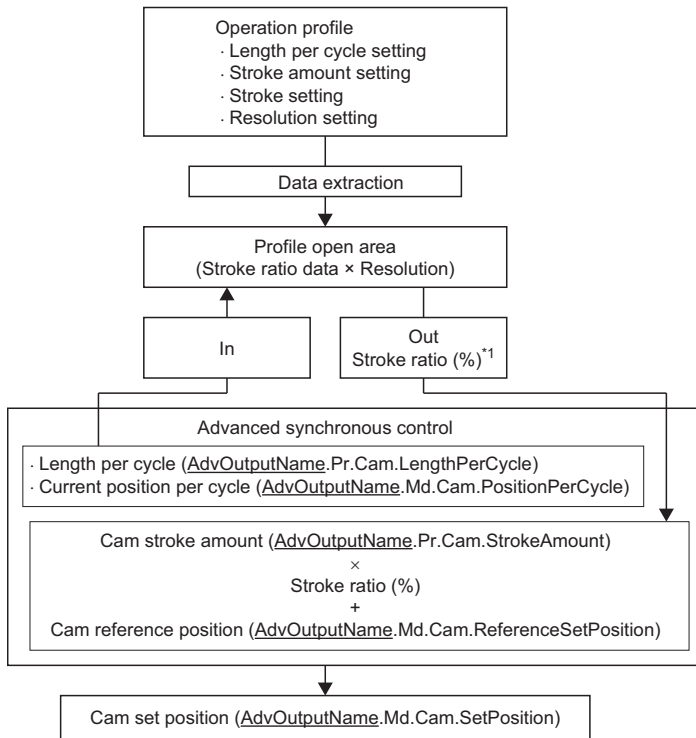 Operation profile
· Length per cycle setting
· Stroke amount setting
· Stroke setting
· Resolution setting
Data extraction
Profile open area
(Stroke ratio data × Resolution)
In
Out
Stroke ratio (%)*1
Advanced synchronous control
· Length per cycle (AdvOutputName.Pr.Cam.LengthPerCycle)
· Current position per cycle (AdvOutputName.Md.Cam.PositionPerCycle)
Cam stroke amount (AdvOutputName.Pr.Cam.StrokeAmount)
×
Stroke ratio (%)
+
Cam reference position (AdvOutputName.Md.Cam.ReferenceSetPosition)
Cam set position (AdvOutputName.Md.Cam.SetPosition)